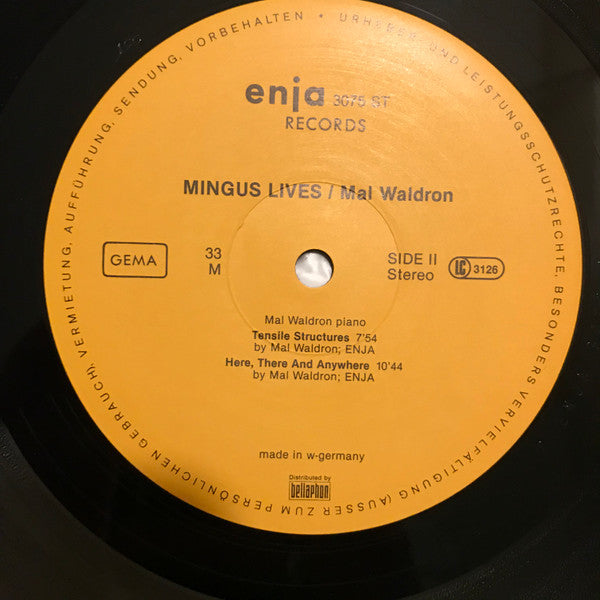 URHEBER- UND LEISTUNGSSCHUTZRECHTE, BESONDERS VERVIELFÄLTIGUNG (AUSSER ZUM PERSÖNLICHEN GEBRAUCH), VERMIETUNG, AUFFÜHRUNG, SENDUNG, VORBEHALTEN •
enja 3075 ST
RECORDS
MINGUS LIVES / Mal Waldron
GEMA
33
M
SIDE II
Stereo
LC 3126
Mal Waldron piano
Tensile Structures 7'54
by Mal Waldron; ENJA
Here, There And Anywhere 10'44
by Mal Waldron; ENJA
made in w-germany
Distributed by
bellaphon